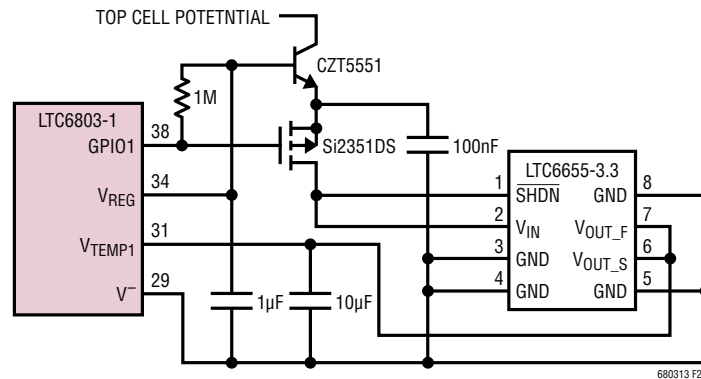 TOP CELL POTETNTIAL
CZT5551
1M
LTC6803-1
38
GPIO1
Si2351DS
100nF
LTC6655-3.3
34
VREG
1
SHDN
GND
8
2
VIN
VOUT_F
7
31
VTEMP1
3
GND
VOUT_S
6
29
V–
4
GND
GND
5
1µF
10µF
680313 F2